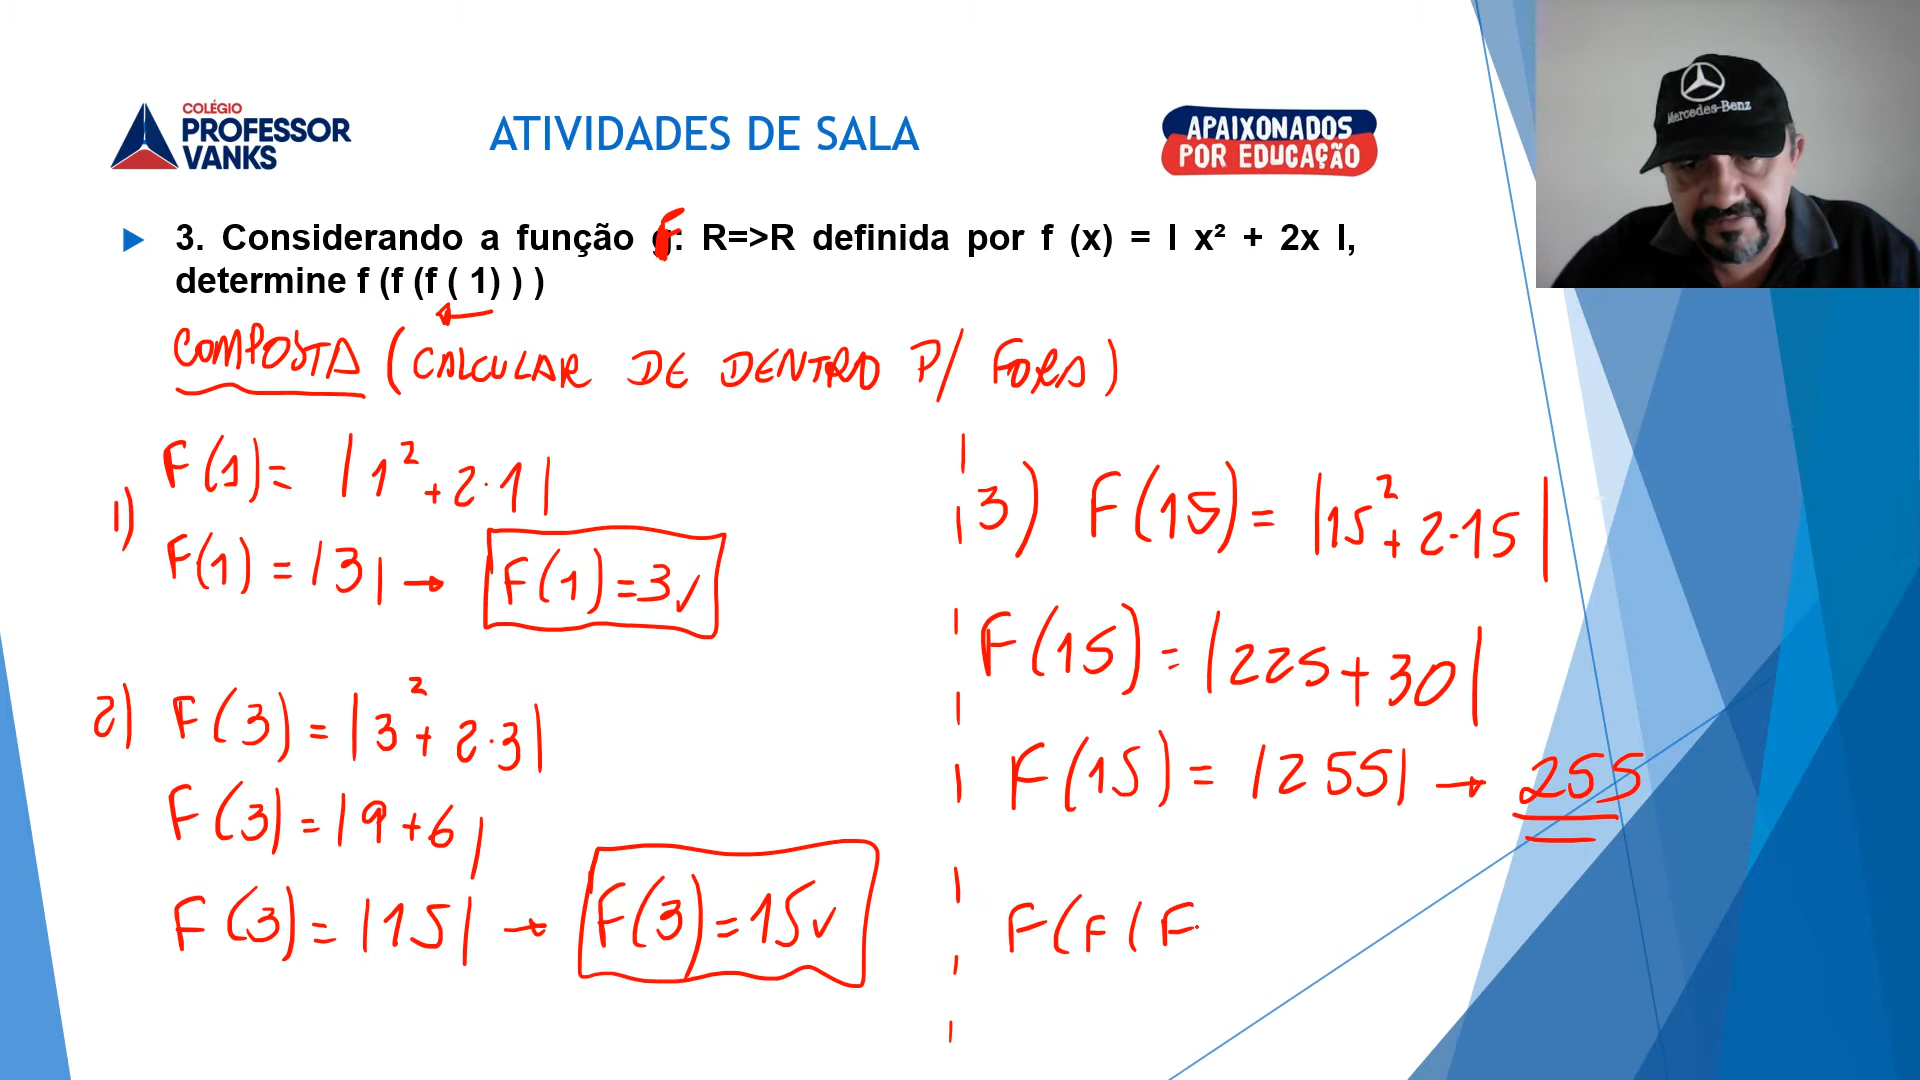 COLÉGIO
PROFESSOR
VANKS
ATIVIDADES DE SALA
APAIXONADOS
POR EDUCAÇÃO
Mercedes-Benz
3. Considerando a função F: R=>R definida por f (x) = l x² + 2x l,
determine f (f (f ( 1) ) )
COMPOSTA (CALCULAR DE DENTRO P/ FORA)
1)
F(1) = |1² + 2·1|
F(1) = |3| → F(1) = 3 ✓
2) F(3) = |3² + 2·3|
F(3) = |9+6|
F(3) = |15| → F(3) = 15 ✓
3) F(15) = |15² + 2·15|
F(15) = |225 + 30|
F(15) = |255| → 255
F(F(F